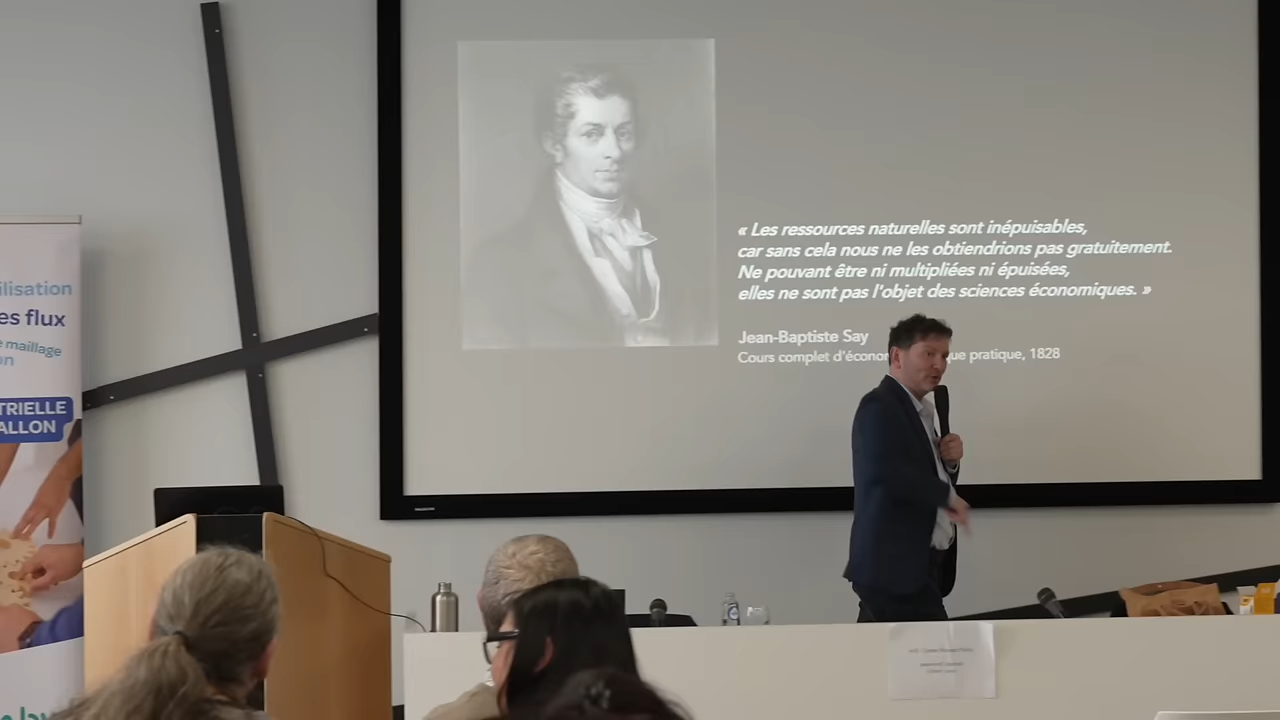 « Les ressources naturelles sont inépuisables,
car sans cela nous ne les obtiendrions pas gratuitement.
Ne pouvant être ni multipliées ni épuisées,
elles ne sont pas l'objet des sciences économiques. »
Jean-Baptiste Say
Cours complet d'écono ue pratique, 1828
ilisation
es flux
e maillage
on
TRIELLE
ALLON